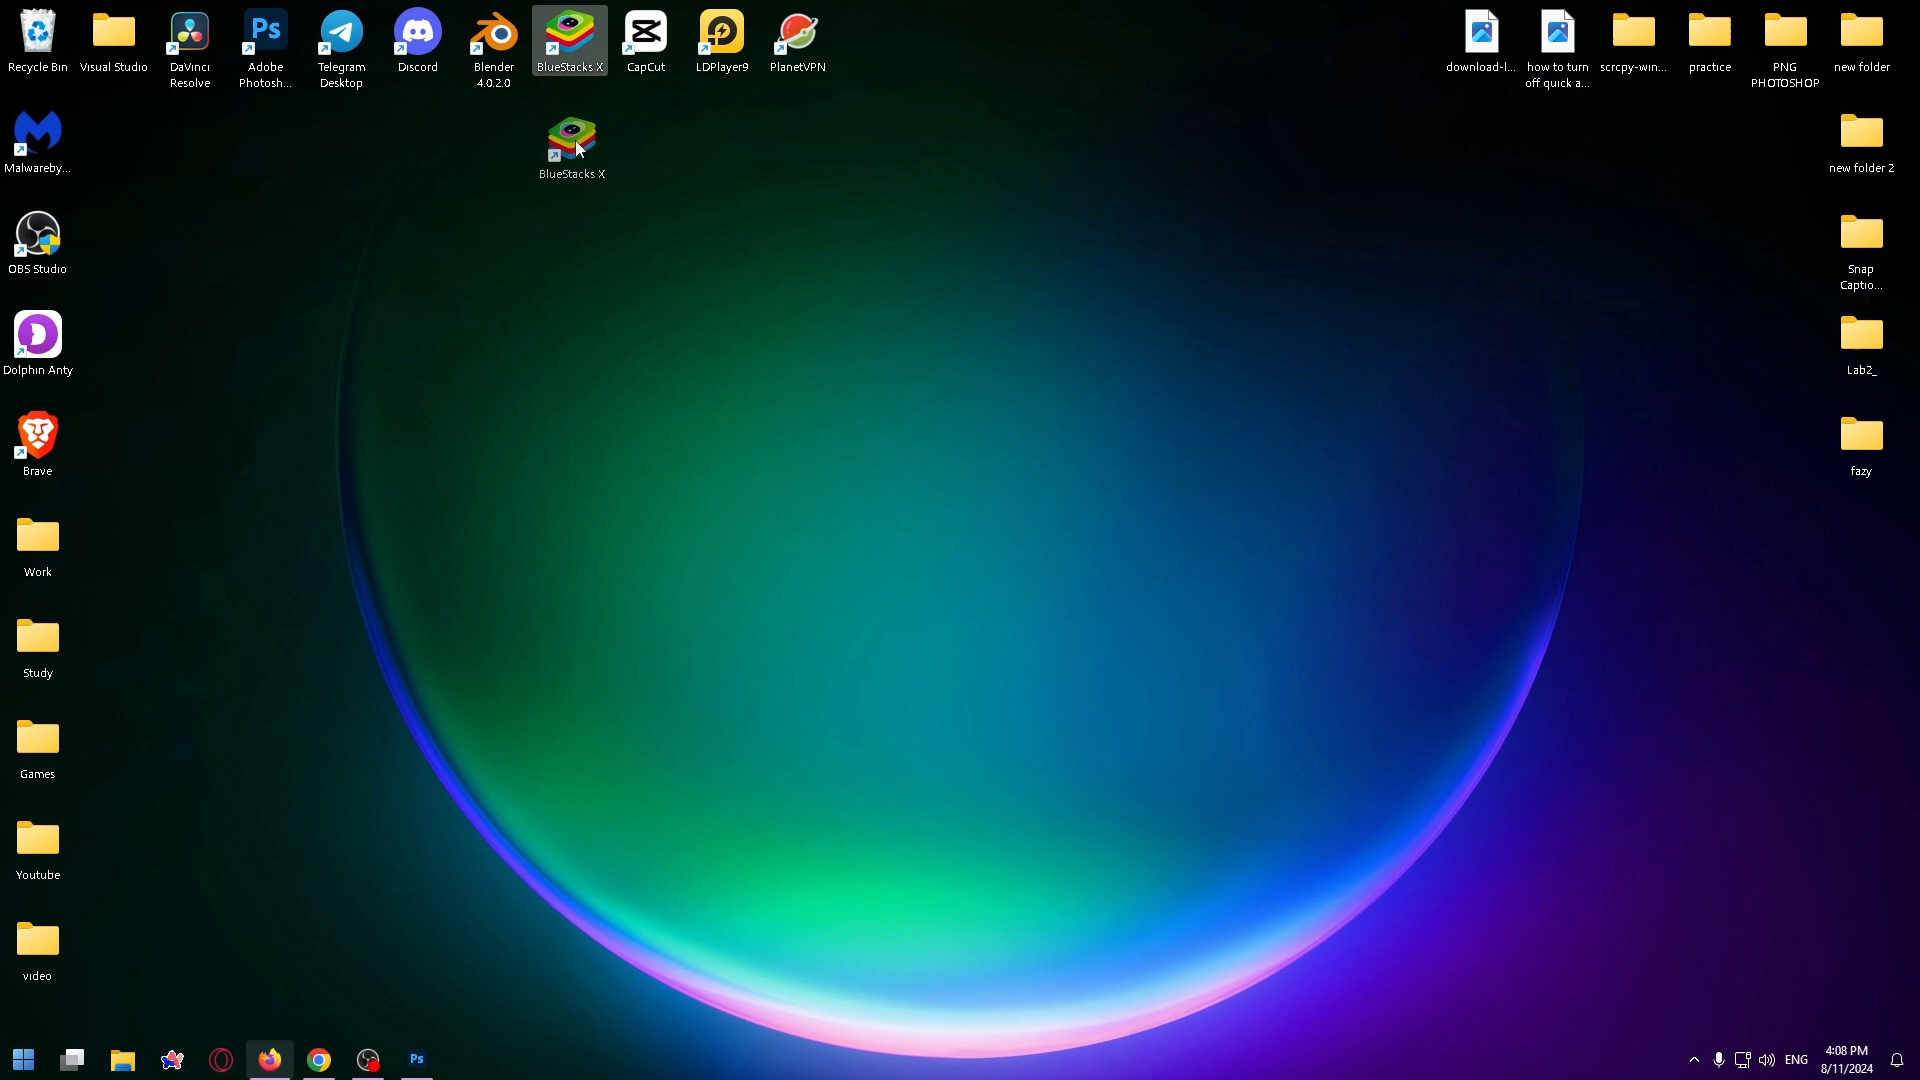 Recycle Bin
Visual Studio
DaVinci
Resolve
Adobe
Photosh...
Telegram
Desktop
Discord
Blender
4.0.2.0
BlueStacks X
CapCut
LDPlayer9
PlanetVPN
download-l...
how to turn
off quick a...
scrcpy-win...
practice
PNG
PHOTOSHOP
new folder
BlueStacks X
Malwareby...
new folder 2
OBS Studio
Snap
Captio...
Dolphin Anty
Lab2_
Brave
fazy
Work
Study
Games
Youtube
video
Ps
Ps
ENG
4:08 PM
8/11/2024